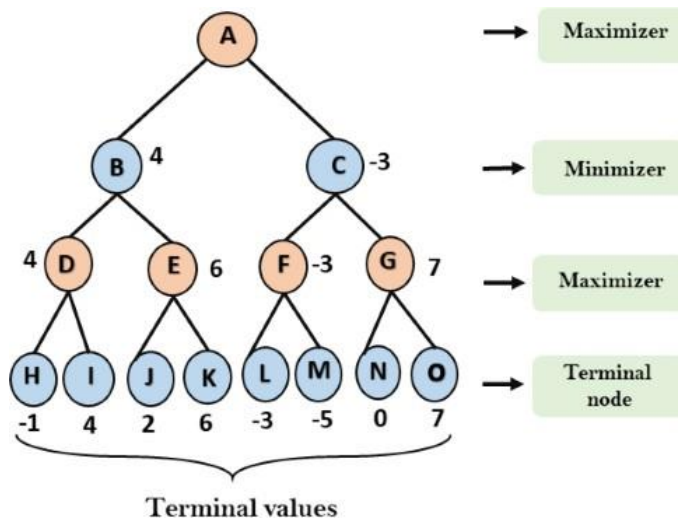 A
Maximizer
B
4
C
-3
Minimizer
4
D
E
6
F
-3
G
7
Maximizer
H
I
J
K
L
M
N
O
Terminal
node
-1
4
2
6
-3
-5
0
7
Terminal values